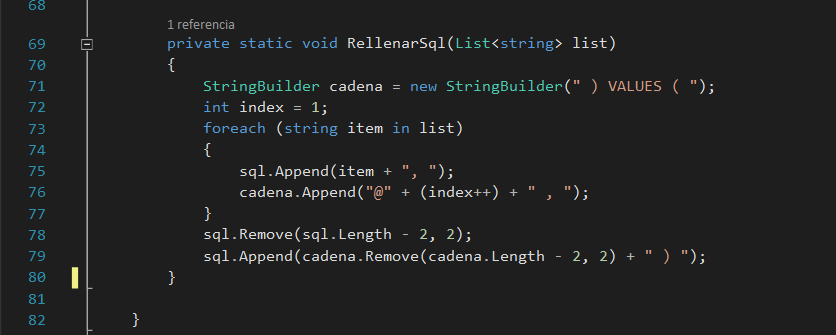 68
1 referencia
69 private static void RellenarSql(List<string> list)
70 {
71 StringBuilder cadena = new StringBuilder(" ) VALUES ( ");
72 int index = 1;
73 foreach (string item in list)
74 {
75 sql.Append(item + ", ");
76 cadena.Append("@" + (index++) + " , ");
77 }
78 sql.Remove(sql.Length - 2, 2);
79 sql.Append(cadena.Remove(cadena.Length - 2, 2) + " ) ");
80 }
81
82 }